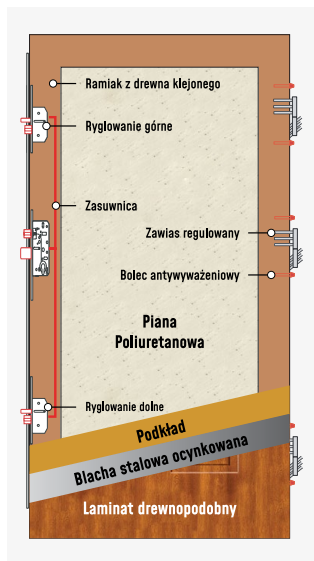 Ramiak z drewna klejonego
Ryglowanie górne
Zasuwnica
Zawias regulowany
Bolec antywyważeniowy
Piana
Poliuretanowa
Ryglowanie dolne
Podkład
Blacha stalowa ocynkowana
Laminat drewnopodobny